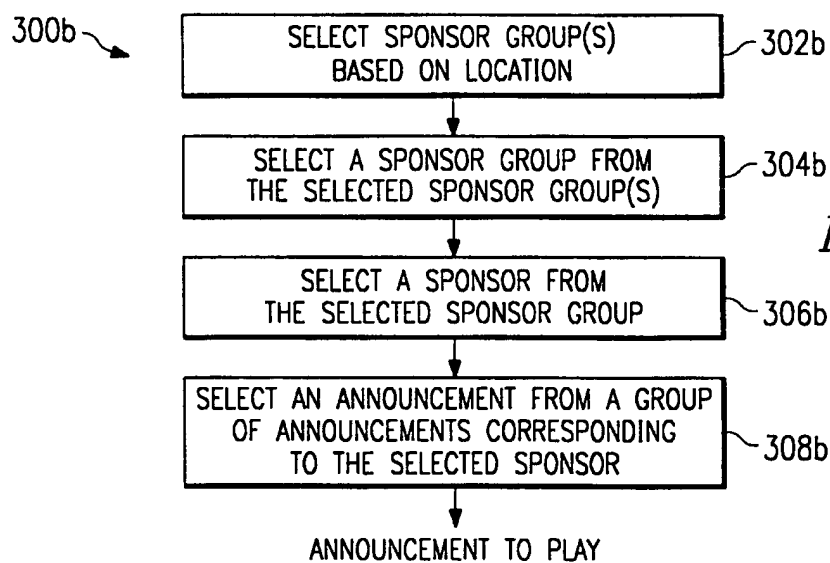 300b
SELECT SPONSOR GROUP(S)
BASED ON LOCATION
302b
SELECT A SPONSOR GROUP FROM
THE SELECTED SPONSOR GROUP(S)
304b
SELECT A SPONSOR FROM
THE SELECTED SPONSOR GROUP
306b
SELECT AN ANNOUNCEMENT FROM A GROUP
OF ANNOUNCEMENTS CORRESPONDING
TO THE SELECTED SPONSOR
308b
ANNOUNCEMENT TO PLAY